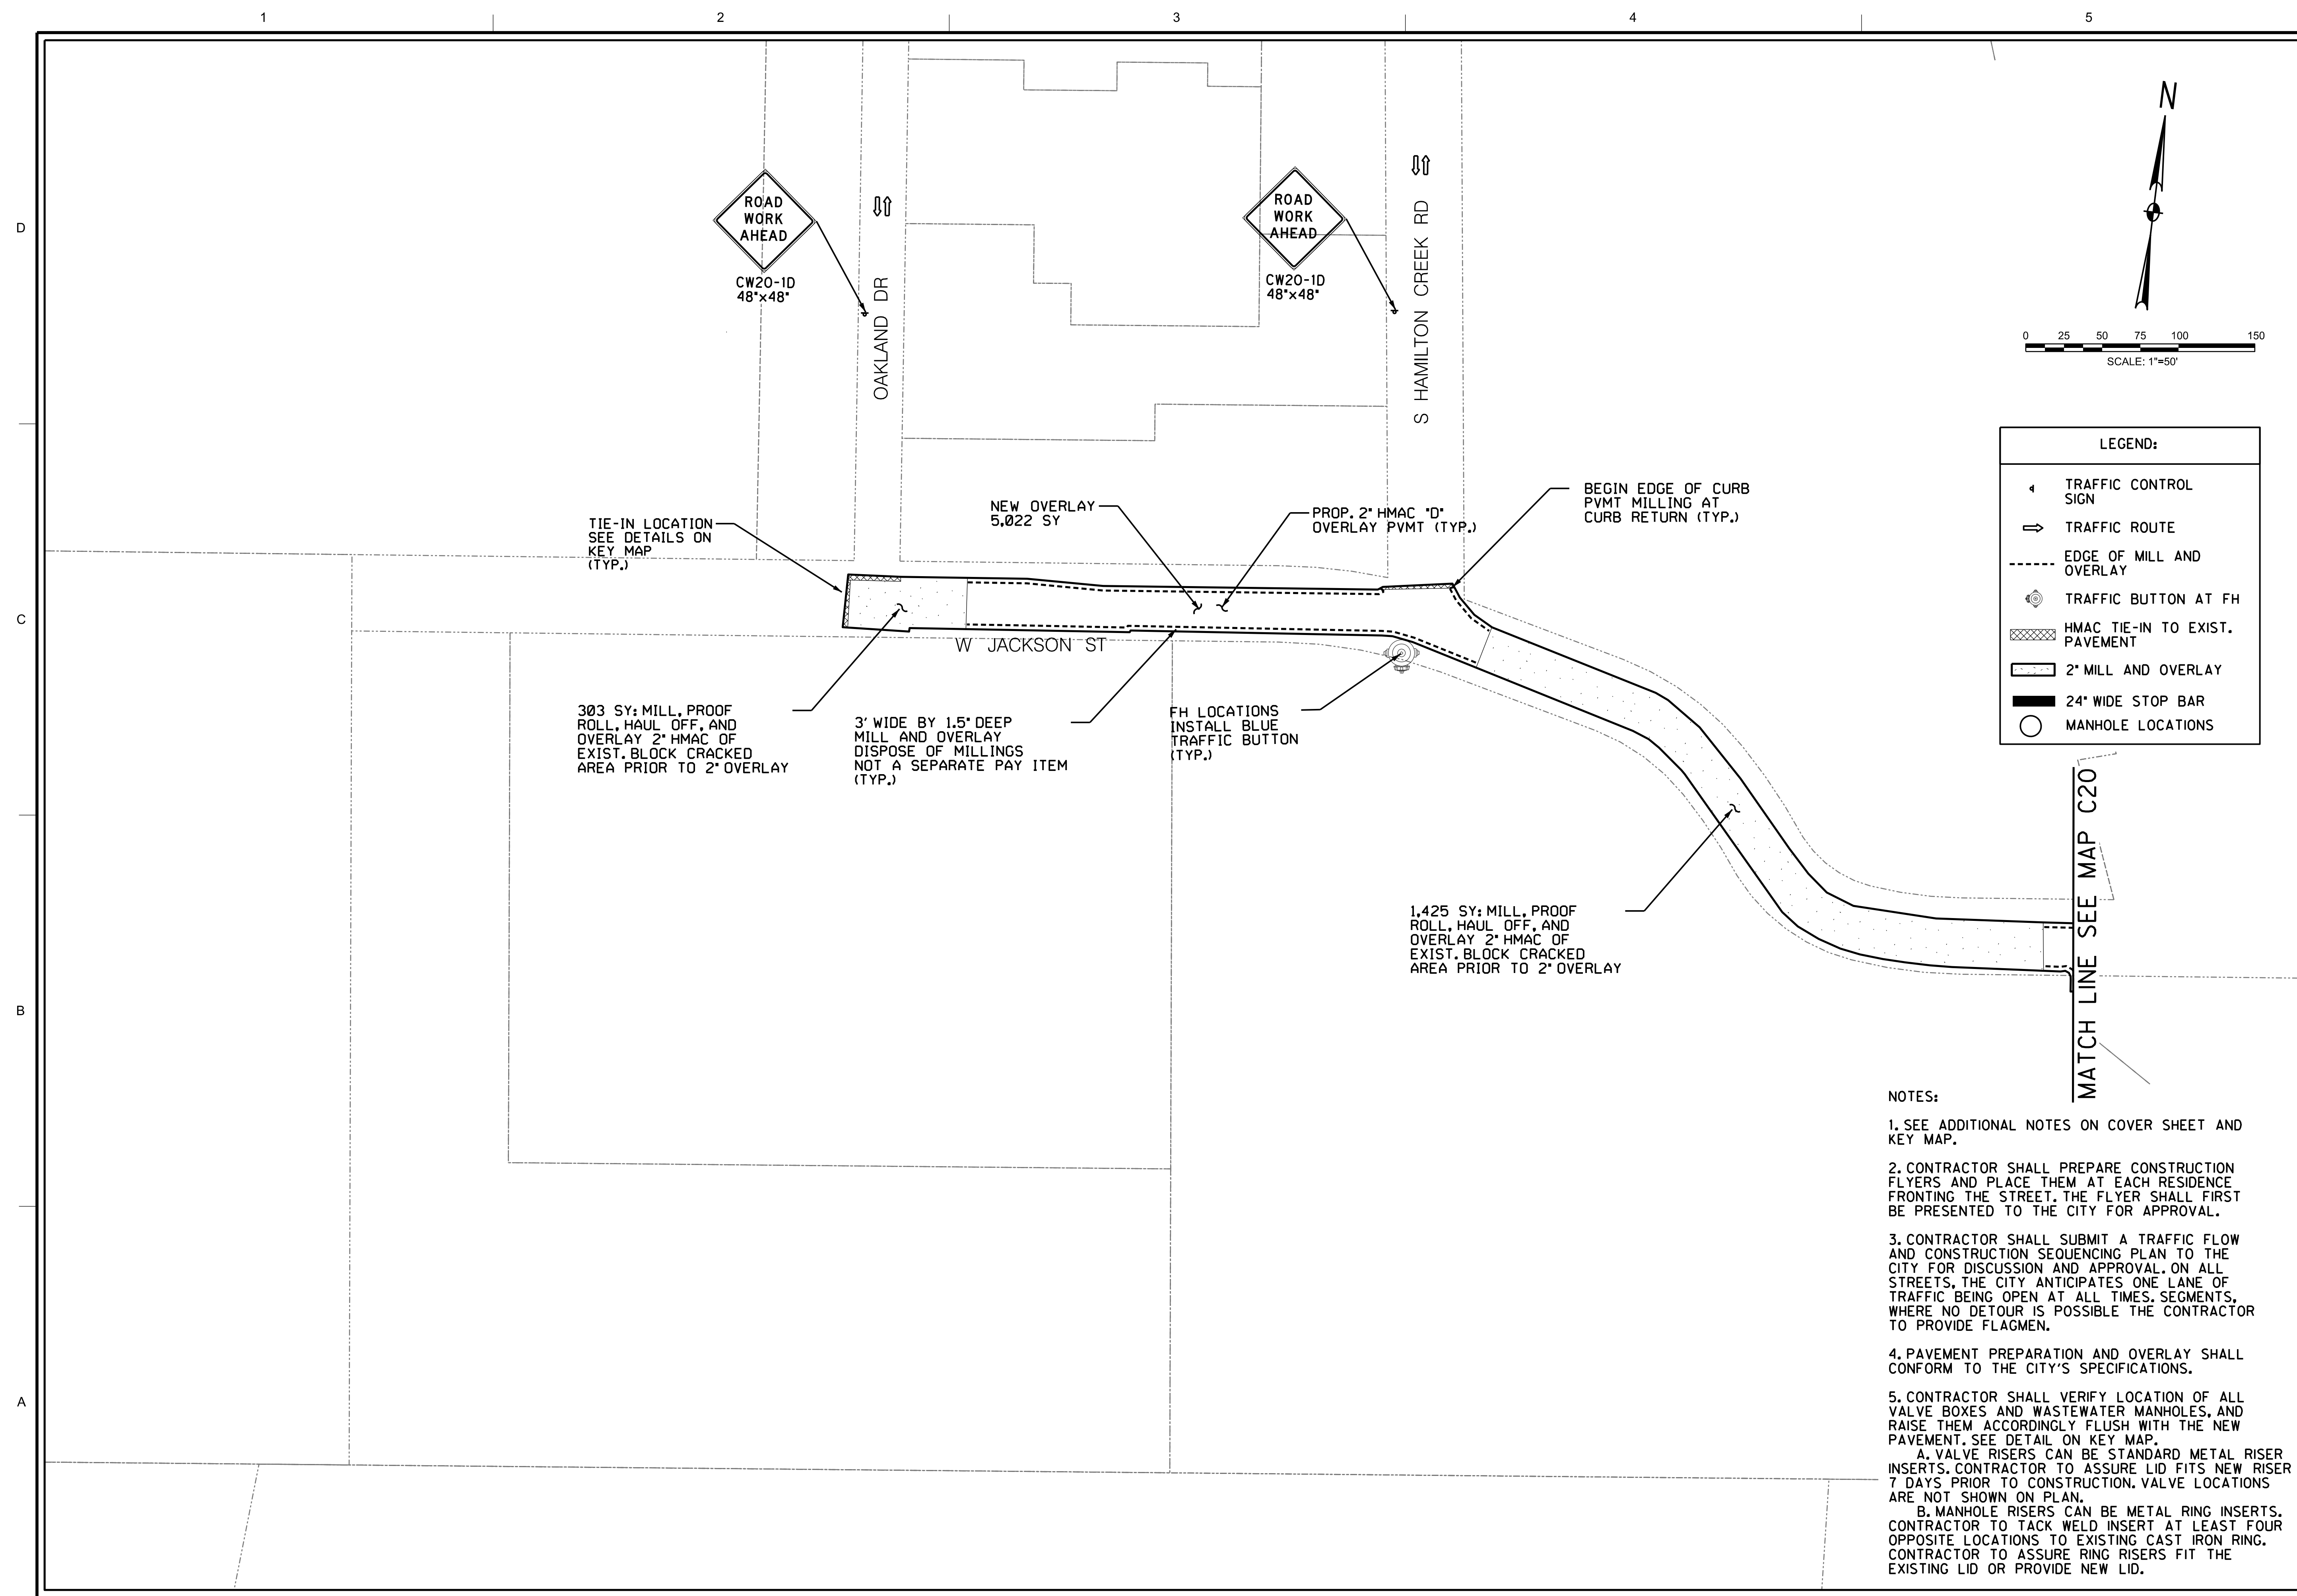 1
2
3
4
5
D
C
B
A
ROAD
WORK
AHEAD
CW20-1D
48"x48"
OAKLAND DR
ROAD
WORK
AHEAD
CW20-1D
48"x48"
S HAMILTON CREEK RD
N
0 25 50 75 100 150
SCALE: 1"=50'
LEGEND:
TRAFFIC CONTROL
SIGN
TRAFFIC ROUTE
EDGE OF MILL AND
OVERLAY
TRAFFIC BUTTON AT FH
HMAC TIE-IN TO EXIST.
PAVEMENT
2" MILL AND OVERLAY
24" WIDE STOP BAR
MANHOLE LOCATIONS
TIE-IN LOCATION
SEE DETAILS ON
KEY MAP
(TYP.)
NEW OVERLAY
5,022 SY
PROP. 2" HMAC "D"
OVERLAY PVMT (TYP.)
BEGIN EDGE OF CURB
PVMT MILLING AT
CURB RETURN (TYP.)
W JACKSON ST
303 SY: MILL, PROOF
ROLL, HAUL OFF, AND
OVERLAY 2" HMAC OF
EXIST. BLOCK CRACKED
AREA PRIOR TO 2" OVERLAY
3' WIDE BY 1.5" DEEP
MILL AND OVERLAY
DISPOSE OF MILLINGS
NOT A SEPARATE PAY ITEM
(TYP.)
FH LOCATIONS
INSTALL BLUE
TRAFFIC BUTTON
(TYP.)
1,425 SY: MILL, PROOF
ROLL, HAUL OFF, AND
OVERLAY 2" HMAC OF
EXIST. BLOCK CRACKED
AREA PRIOR TO 2" OVERLAY
MATCH LINE SEE MAP C20
NOTES:
1. SEE ADDITIONAL NOTES ON COVER SHEET AND
KEY MAP.
2. CONTRACTOR SHALL PREPARE CONSTRUCTION
FLYERS AND PLACE THEM AT EACH RESIDENCE
FRONTING THE STREET. THE FLYER SHALL FIRST
BE PRESENTED TO THE CITY FOR APPROVAL.
3. CONTRACTOR SHALL SUBMIT A TRAFFIC FLOW
AND CONSTRUCTION SEQUENCING PLAN TO THE
CITY FOR DISCUSSION AND APPROVAL. ON ALL
STREETS, THE CITY ANTICIPATES ONE LANE OF
TRAFFIC BEING OPEN AT ALL TIMES. SEGMENTS,
WHERE NO DETOUR IS POSSIBLE THE CONTRACTOR
TO PROVIDE FLAGMEN.
4. PAVEMENT PREPARATION AND OVERLAY SHALL
CONFORM TO THE CITY'S SPECIFICATIONS.
5. CONTRACTOR SHALL VERIFY LOCATION OF ALL
VALVE BOXES AND WASTEWATER MANHOLES, AND
RAISE THEM ACCORDINGLY FLUSH WITH THE NEW
PAVEMENT. SEE DETAIL ON KEY MAP.
A. VALVE RISERS CAN BE STANDARD METAL RISER
INSERTS. CONTRACTOR TO ASSURE LID FITS NEW RISER
7 DAYS PRIOR TO CONSTRUCTION. VALVE LOCATIONS
ARE NOT SHOWN ON PLAN.
B. MANHOLE RISERS CAN BE METAL RING INSERTS.
CONTRACTOR TO TACK WELD INSERT AT LEAST FOUR
OPPOSITE LOCATIONS TO EXISTING CAST IRON RING.
CONTRACTOR TO ASSURE RING RISERS FIT THE
EXISTING LID OR PROVIDE NEW LID.